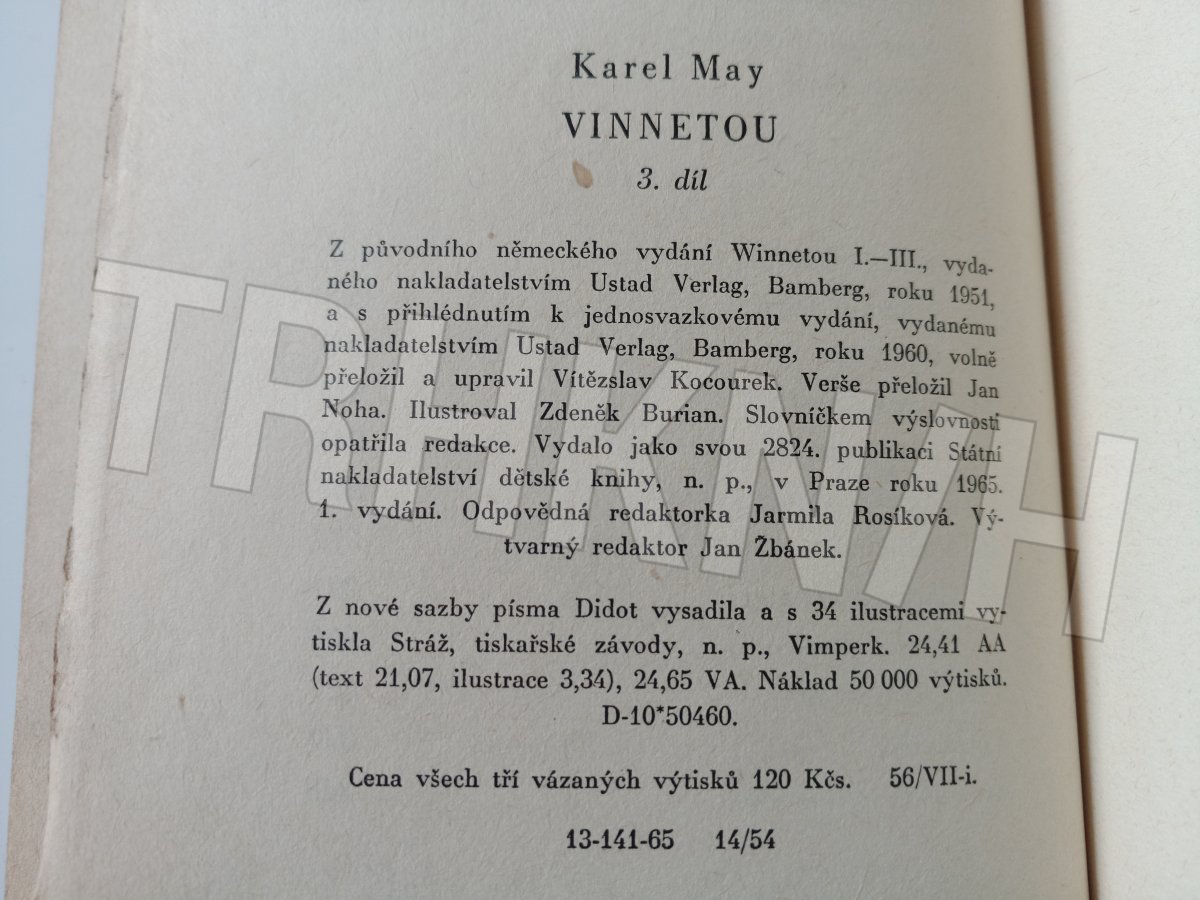 Karel May
VINNETOU
3. díl
Z původního německého vydání Winnetou I.—III., vyda-
ného nakladatelstvím Ustad Verlag, Bamberg, roku 1951,
a s přihlédnutím k jednosvazkovému vydání, vydanému
nakladatelstvím Ustad Verlag, Bamberg, roku 1960, volně
přeložil a upravil Vítězslav Kocourek. Verše přeložil Jan
Noha. Ilustroval Zdeněk Burian. Slovníčkem výslovnosti
opatřila redakce. Vydalo jako svou 2824. publikaci Státní
nakladatelství dětské knihy, n. p., v Praze roku 1965.
1. vydání. Odpovědná redaktorka Jarmila Rosíková. Vý-
tvarný redaktor Jan Žbánek.
Z nové sazby písma Didot vysadila a s 34 ilustracemi vy-
tiskla Stráž, tiskařské závody, n. p., Vimperk. 24,41 AA
(text 21,07, ilustrace 3,34), 24,65 VA. Náklad 50 000 výtisků.
D-10*50460.
Cena všech tří vázaných výtisků 120 Kčs. 56/VII-i.
13-141-65 14/54
TRHKNIH